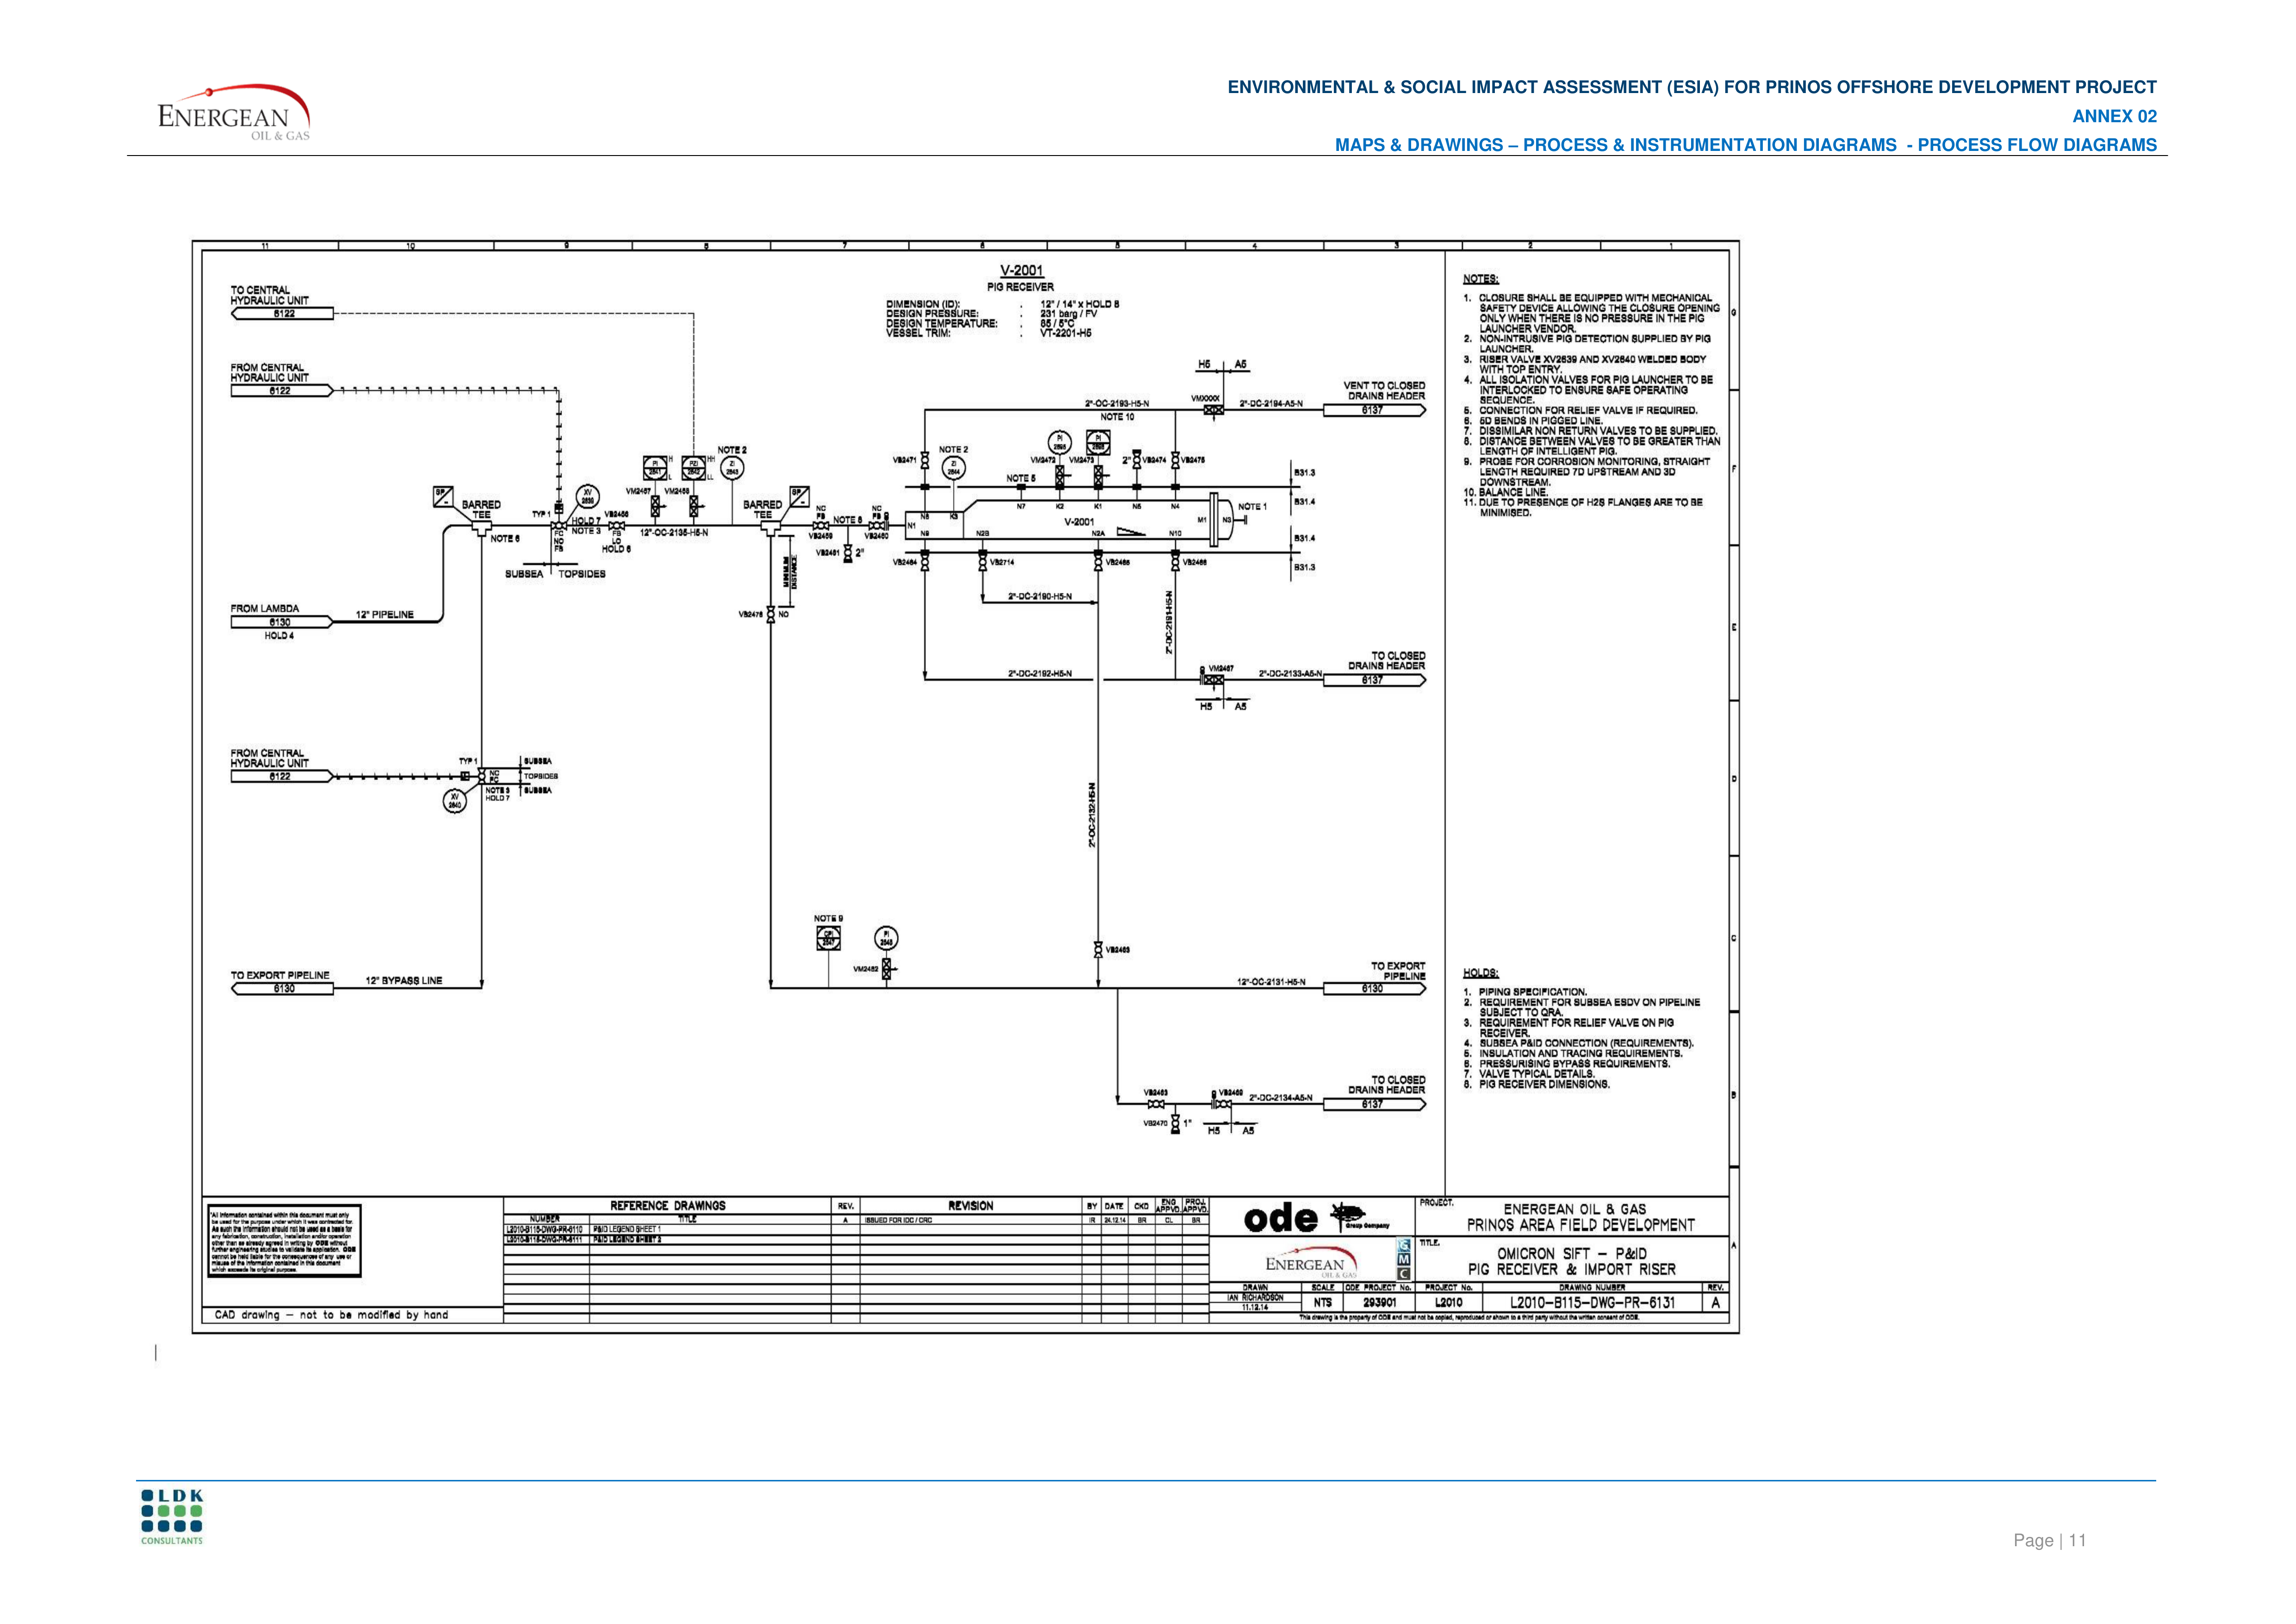 ENERGEAN
OIL & GAS
ENVIRONMENTAL & SOCIAL IMPACT ASSESSMENT (ESIA) FOR PRINOS OFFSHORE DEVELOPMENT PROJECT
ANNEX 02
MAPS & DRAWINGS – PROCESS & INSTRUMENTATION DIAGRAMS - PROCESS FLOW DIAGRAMS
11 10 9 8 7 6 5 4 3 2 1
V-2001
PIG RECEIVER
DIMENSION (ID): . 12" / 14" x HOLD 8
DESIGN PRESSURE: . 231 barg / FV
DESIGN TEMPERATURE: . 85 / 5°C
VESSEL TRIM: . VT-2201-H5
TO CENTRAL
HYDRAULIC UNIT
6122
FROM CENTRAL
HYDRAULIC UNIT
6122
H5 A5
VENT TO CLOSED
DRAINS HEADER
6137
2"-OC-2193-H5-N
NOTE 10
VMXXXX
2"-DC-2194-A5-N
NOTE 2
NOTE 2
VB2471
VM2472
VM2473
2"
VB2474
VB2475
NOTE 5
B31.3
B31.4
VM2457
VM2458
BARRED
TEE
NOTE 6
TYP 1
HOLD 7
NOTE 3
FC
NO
FB
FB
LO
HOLD 6
12"-OC-2135-H5-N
SUBSEA TOPSIDES
BARRED
TEE
NC
FB
VB2459
NOTE 8
NC
FB
VB2460
VB2461
2"
MINIMUM
DISTANCE
N1
N8
K3
N7
K2
K1
N5
N4
V-2001
M1
N3
NOTE 1
N9
N2B
N2A
N10
B31.4
B31.3
VB2464
VB2714
VB2466
2"-DC-2190-H5-N
2"-DC-2191-H5-N
VB2476
NO
FROM LAMBDA
6130
HOLD 4
12" PIPELINE
2"-DC-2192-H5-N
VM2467
2"-DC-2133-A5-N
H5 A5
TO CLOSED
DRAINS HEADER
6137
FROM CENTRAL
HYDRAULIC UNIT
6122
TYP 1
NC
FC
NOTE 3
HOLD 7
XV
2640
SUBSEA
TOPSIDES
SUBSEA
2"-OC-2132-H5-N
NOTE 9
VM2462
VB2463
TO EXPORT PIPELINE
6130
12" BYPASS LINE
12"-OC-2131-H5-N
TO EXPORT
PIPELINE
6130
VB2469
VB2470
1"
2"-DC-2134-A5-N
H5 A5
TO CLOSED
DRAINS HEADER
6137
NOTES:
1. CLOSURE SHALL BE EQUIPPED WITH MECHANICAL
SAFETY DEVICE ALLOWING THE CLOSURE OPENING
ONLY WHEN THERE IS NO PRESSURE IN THE PIG
LAUNCHER VENDOR.
2. NON-INTRUSIVE PIG DETECTION SUPPLIED BY PIG
LAUNCHER.
3. RISER VALVE XV2639 AND XV2640 WELDED BODY
WITH TOP ENTRY.
4. ALL ISOLATION VALVES FOR PIG LAUNCHER TO BE
INTERLOCKED TO ENSURE SAFE OPERATING
SEQUENCE.
5. CONNECTION FOR RELIEF VALVE IF REQUIRED.
6. 5D BENDS IN PIGGED LINE.
7. DISSIMILAR NON RETURN VALVES TO BE SUPPLIED.
8. DISTANCE BETWEEN VALVES TO BE GREATER THAN
LENGTH OF INTELLIGENT PIG.
9. PROBE FOR CORROSION MONITORING, STRAIGHT
LENGTH REQUIRED 7D UPSTREAM AND 3D
DOWNSTREAM.
10. BALANCE LINE.
11. DUE TO PRESENCE OF H2S FLANGES ARE TO BE
MINIMISED.
HOLDS:
1. PIPING SPECIFICATION.
2. REQUIREMENT FOR SUBSEA ESDV ON PIPELINE
SUBJECT TO QRA.
3. REQUIREMENT FOR RELIEF VALVE ON PIG
RECEIVER.
4. SUBSEA P&ID CONNECTION (REQUIREMENTS).
5. INSULATION AND TRACING REQUIREMENTS.
6. PRESSURISING BYPASS REQUIREMENTS.
7. VALVE TYPICAL DETAILS.
8. PIG RECEIVER DIMENSIONS.
G
F
E
D
C
B
A
"All information contained within this document must only
be used for the purpose under which it was contracted for.
As such the information should not be used as a basis for
any fabrication, construction, installation and/or operation
other than as already agreed in writing by ODE without
further engineering studies to validate its application. ODE
cannot be held liable for the consequences of any use or
misuse of the information contained in this document
which exceeds its original purpose.
CAD drawing – not to be modified by hand
REFERENCE DRAWINGS
NUMBER TITLE
L2010-B115-DWG-PR-6110 P&ID LEGEND SHEET 1
L2010-B115-DWG-PR-6111 P&ID LEGEND SHEET 2
REV. REVISION BY DATE CKD ENG APPVD. PROJ. APPVD.
A ISSUED FOR IDC / CRC IR 24.12.14 BR CL BR
ode
Group Company
ENERGEAN
OIL & GAS
GMC
PROJECT.
ENERGEAN OIL & GAS
PRINOS AREA FIELD DEVELOPMENT
TITLE.
OMICRON SIFT – P&ID
PIG RECEIVER & IMPORT RISER
DRAWN SCALE ODE PROJECT No. PROJECT No. DRAWING NUMBER REV.
IAN RICHARDSON
11.12.14
NTS 293901 L2010 L2010–B115–DWG–PR–6131 A
This drawing is the property of ODE and must not be copied, reproduced or shown to a third party without the written consent of ODE.
LDK
CONSULTANTS
Page | 11